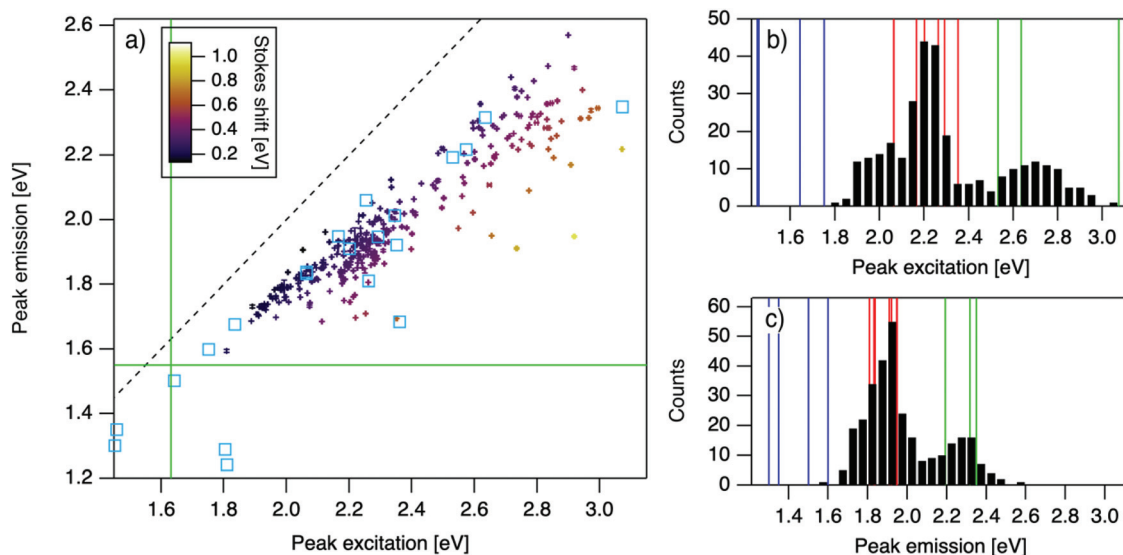 a)
Stokes shift [eV]
1.0
0.8
0.6
0.4
0.2
Peak emission [eV]
2.6
2.4
2.2
2.0
1.8
1.6
1.4
1.2
1.6 1.8 2.0 2.2 2.4 2.6 2.8 3.0
Peak excitation [eV]
b)
Counts
50
40
30
20
10
0
1.6 1.8 2.0 2.2 2.4 2.6 2.8 3.0
Peak excitation [eV]
c)
Counts
60
50
40
30
20
10
0
1.4 1.6 1.8 2.0 2.2 2.4 2.6 2.8 3.0
Peak emission [eV]